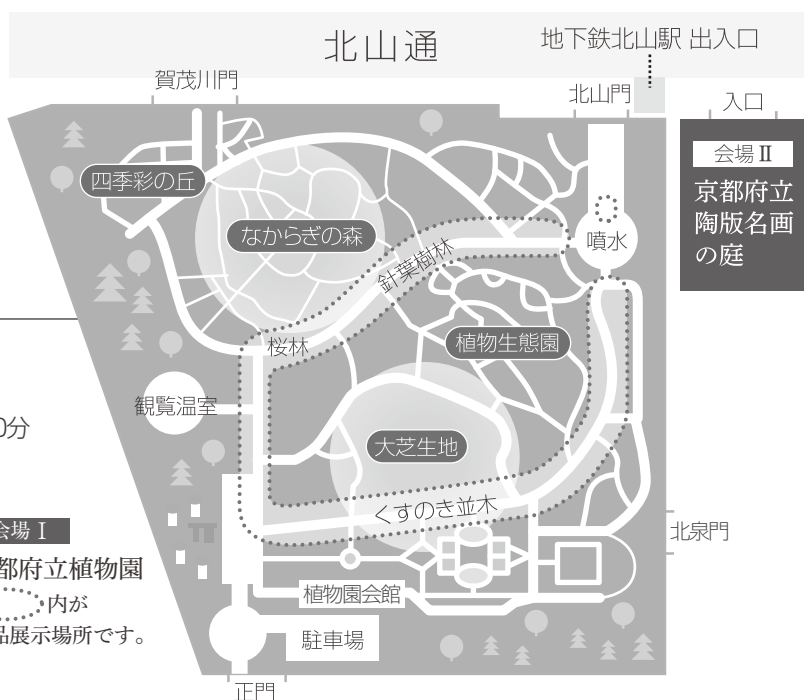 北山通
地下鉄北山駅 出入口
賀茂川門
北山門
入口
会場 Ⅱ
京都府立
陶版名画
の庭
四季彩の丘
なからぎの森
噴水
針葉樹林
植物生態園
桜林
観覧温室
0分
大芝生地
くすのき並木
会場 Ⅰ
都府立植物園
内が
品展示場所です。
北泉門
植物園会館
駐車場
正門